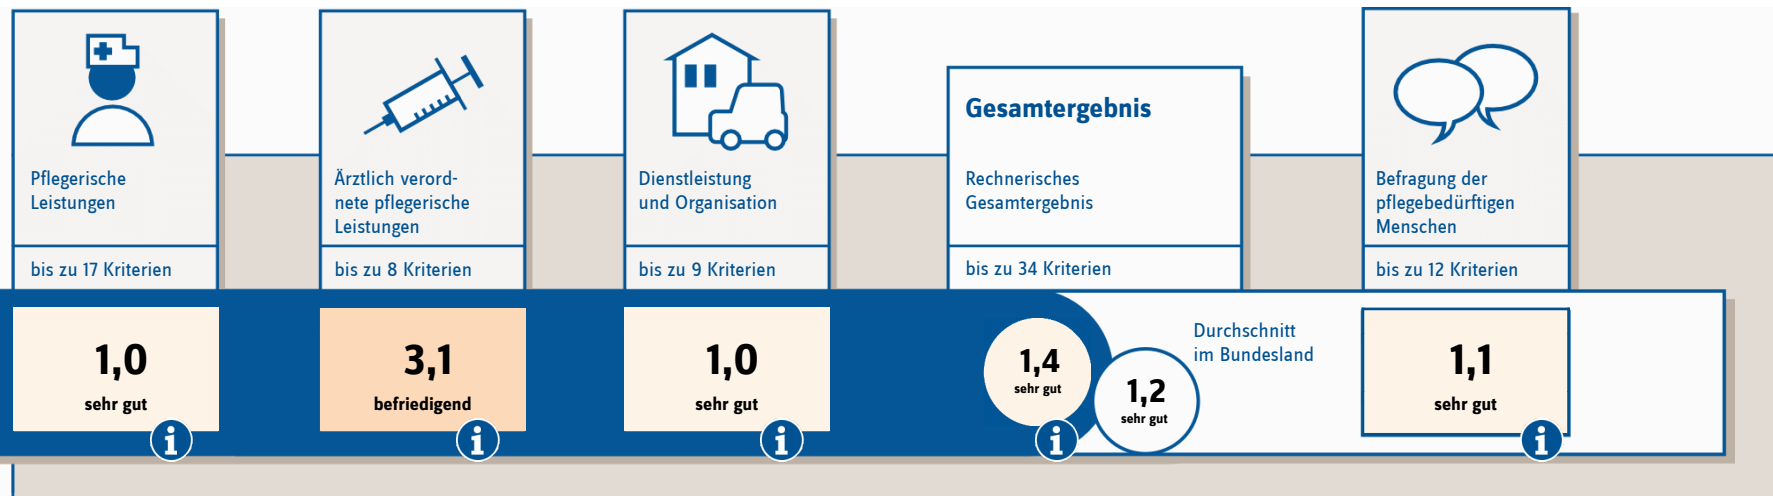 Pflegerische
Leistungen
bis zu 17 Kriterien
1,0
sehr gut
i
Ärztlich verord-
nete pflegerische
Leistungen
bis zu 8 Kriterien
3,1
befriedigend
i
Dienstleistung
und Organisation
bis zu 9 Kriterien
1,0
sehr gut
i
Gesamtergebnis
Rechnerisches
Gesamtergebnis
bis zu 34 Kriterien
1,4
sehr gut
i
1,2
sehr gut
Durchschnitt
im Bundesland
Befragung der
pflegebedürftigen
Menschen
bis zu 12 Kriterien
1,1
sehr gut
i